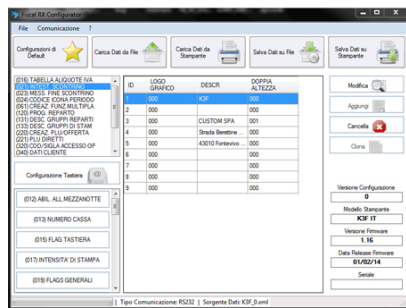 Fiscal RX Configurator
File Comunicazione ?
Configurazioni di Default
Carica Dati da File
Carica Dati da Stampante
Salva Dati su File
Salva Dati su Stampante
(016) TABELLA ALIQUOTE IVA
(021) INTEST. SCONTRINO
(023) MESS. FINE SCONTRINO
(024) CODICE ICONA PERIODO
(061) CREAZ. FUNZ.MULTIPLA
(120) PROG. REPARTO
(131) DESC. GRUPPI REPARTI
(133) DESC. GRUPPI DI STAM
(220) CREAZ. PLU/OFFERTA
(221) PLU DIRETTI
(320) COD/SIGLA ACCESSO OP
(340) DATI CLIENTE
Configurazione Tastiera
(012) ABIL. ALL.MEZZANOTTE
(013) NUMERO CASSA
(015) FLAG TASTIERA
(017) INTENSITA' DI STAMPA
(019) FLAGS GENERALI
ID LOGO GRAFICO DESCR DOPPIA ALTEZZA
1 000 K3F 000
2 000 000
3 000 CUSTOM SPA 001
4 000 Strada Berettine ... 000
5 000 43010 Fontevivo ... 000
6 000 000
7 000 000
8 000 000
9 000 000
Modifica
Aggiungi
Cancella
Clona
Versione Configurazione
0
Modello Stampante
K3F IT
Versione Firmware
1.16
Data Release Firmware
01/02/14
Seriale
Tipo Comunicazione: RS232 | Sorgente Dati: K3F_0.xml